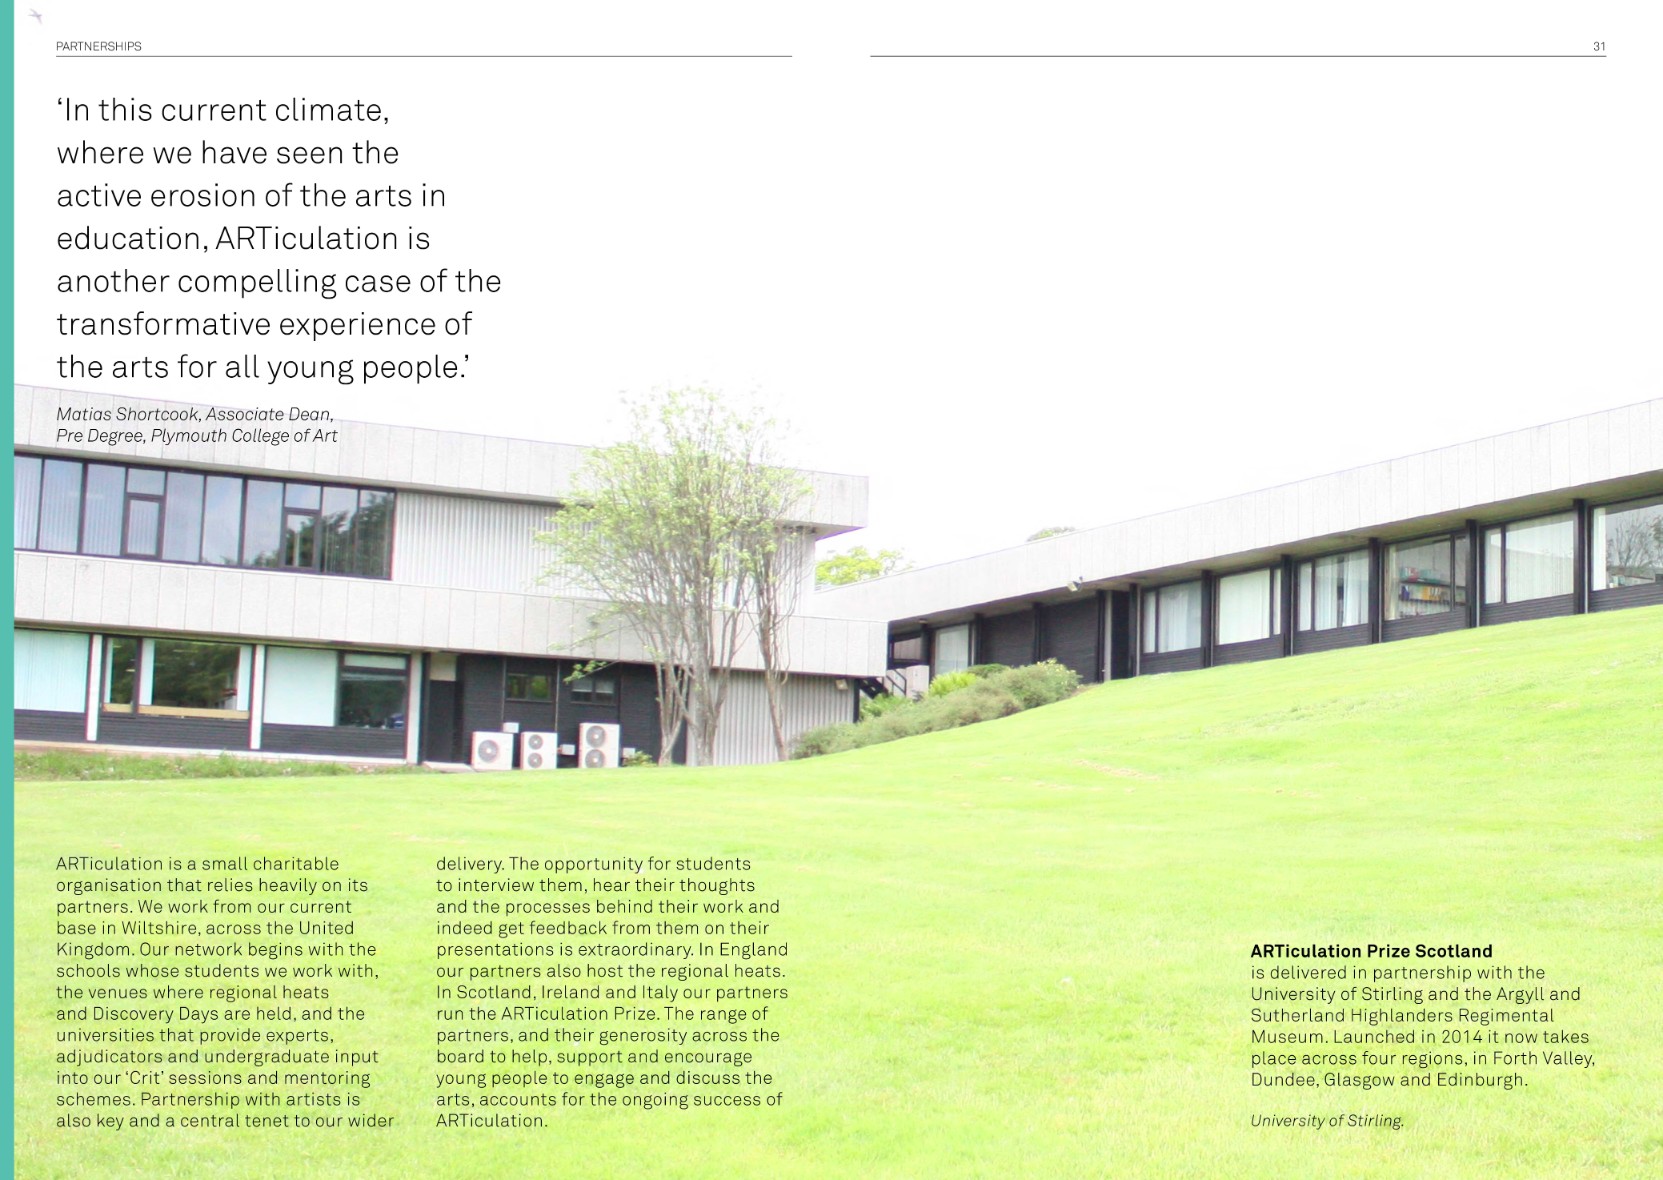 PARTNERSHIPS
31
‘In this current climate,
where we have seen the
active erosion of the arts in
education, ARTiculation is
another compelling case of the
transformative experience of
the arts for all young people.’
Matias Shortcook, Associate Dean,
Pre Degree, Plymouth College of Art
ARTiculation is a small charitable
organisation that relies heavily on its
partners. We work from our current
base in Wiltshire, across the United
Kingdom. Our network begins with the
schools whose students we work with,
the venues where regional heats
and Discovery Days are held, and the
universities that provide experts,
adjudicators and undergraduate input
into our ‘Crit’ sessions and mentoring
schemes. Partnership with artists is
also key and a central tenet to our wider
delivery. The opportunity for students
to interview them, hear their thoughts
and the processes behind their work and
indeed get feedback from them on their
presentations is extraordinary. In England
our partners also host the regional heats.
In Scotland, Ireland and Italy our partners
run the ARTiculation Prize. The range of
partners, and their generosity across the
board to help, support and encourage
young people to engage and discuss the
arts, accounts for the ongoing success of
ARTiculation.
ARTiculation Prize Scotland
is delivered in partnership with the
University of Stirling and the Argyll and
Sutherland Highlanders Regimental
Museum. Launched in 2014 it now takes
place across four regions, in Forth Valley,
Dundee, Glasgow and Edinburgh.
University of Stirling.